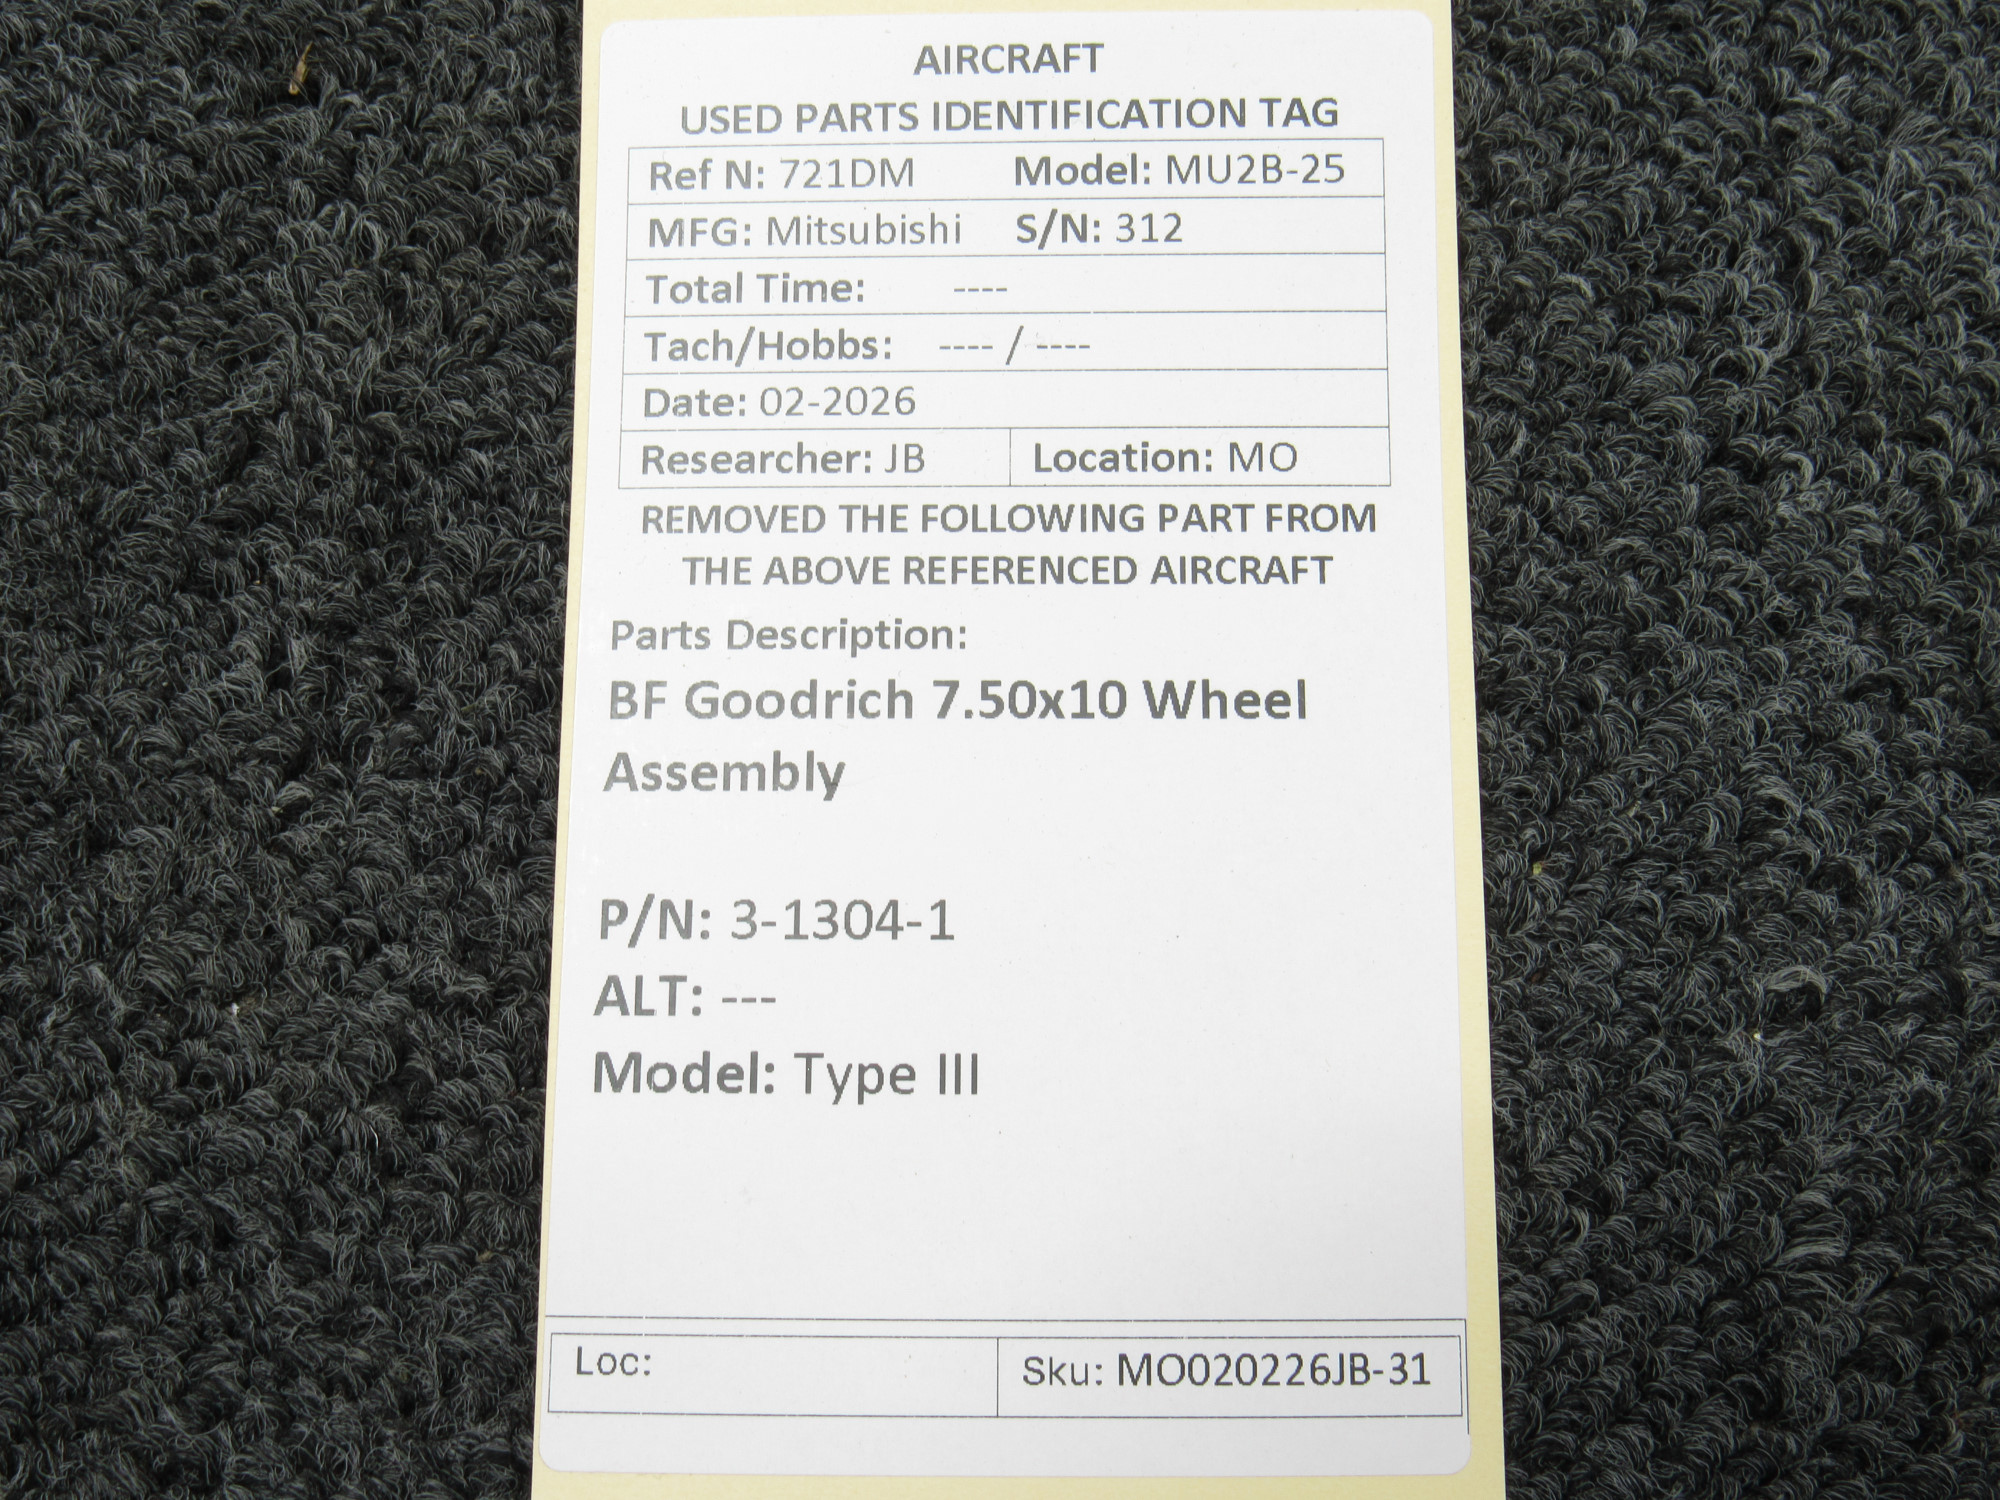 AIRCRAFT
USED PARTS IDENTIFICATION TAG
Ref N: 721DM Model: MU2B-25
MFG: Mitsubishi S/N: 312
Total Time: ----
Tach/Hobbs: ---- / ----
Date: 02-2026
Researcher: JB Location: MO
REMOVED THE FOLLOWING PART FROM
THE ABOVE REFERENCED AIRCRAFT
Parts Description:
BF Goodrich 7.50x10 Wheel
Assembly
P/N: 3-1304-1
ALT: ---
Model: Type III
Loc: Sku: MO020226JB-31